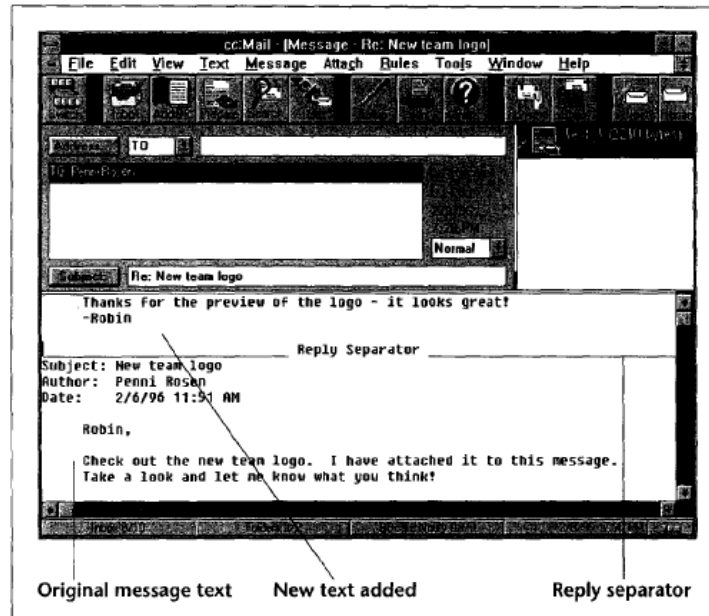 cc:Mail - [Message - Re: New team logo]
File Edit View Text Message Attach Rules Tools Window Help
Address... TO
TO: Penni Rosen
Normal
Subject: Re: New team logo
Thanks for the preview of the logo - it looks great!
-Robin
Reply Separator
Subject: New team logo
Author: Penni Rosen
Date: 2/6/96 11:51 AM
Robin,
Check out the new team logo. I have attached it to this message.
Take a look and let me know what you think!
Original message text New text added Reply separator